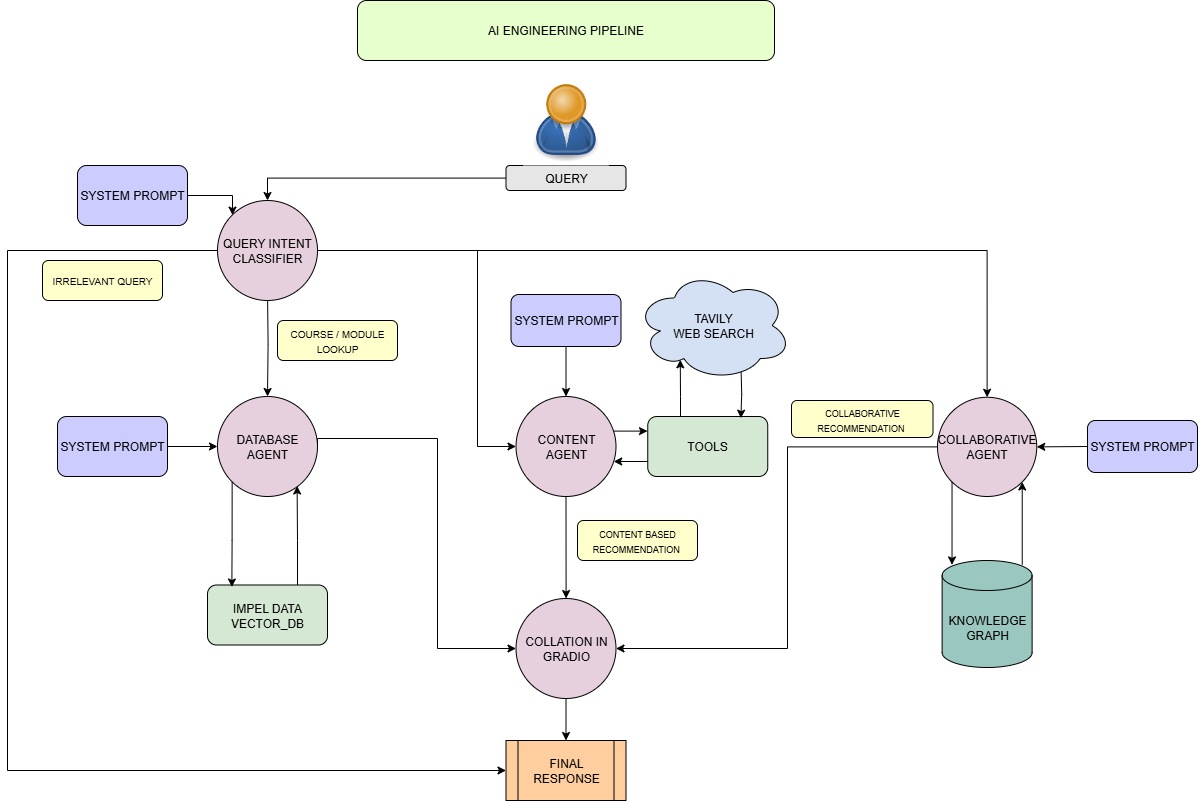 AI ENGINEERING PIPELINE
QUERY
SYSTEM PROMPT
QUERY INTENT
CLASSIFIER
IRRELEVANT QUERY
COURSE / MODULE
LOOKUP
SYSTEM PROMPT
TAVILY
WEB SEARCH
SYSTEM PROMPT
DATABASE
AGENT
CONTENT
AGENT
TOOLS
COLLABORATIVE
RECOMMENDATION
COLLABORATIVE
AGENT
SYSTEM PROMPT
CONTENT BASED
RECOMMENDATION
IMPEL DATA
VECTOR_DB
KNOWLEDGE
GRAPH
COLLATION IN
GRADIO
FINAL
RESPONSE